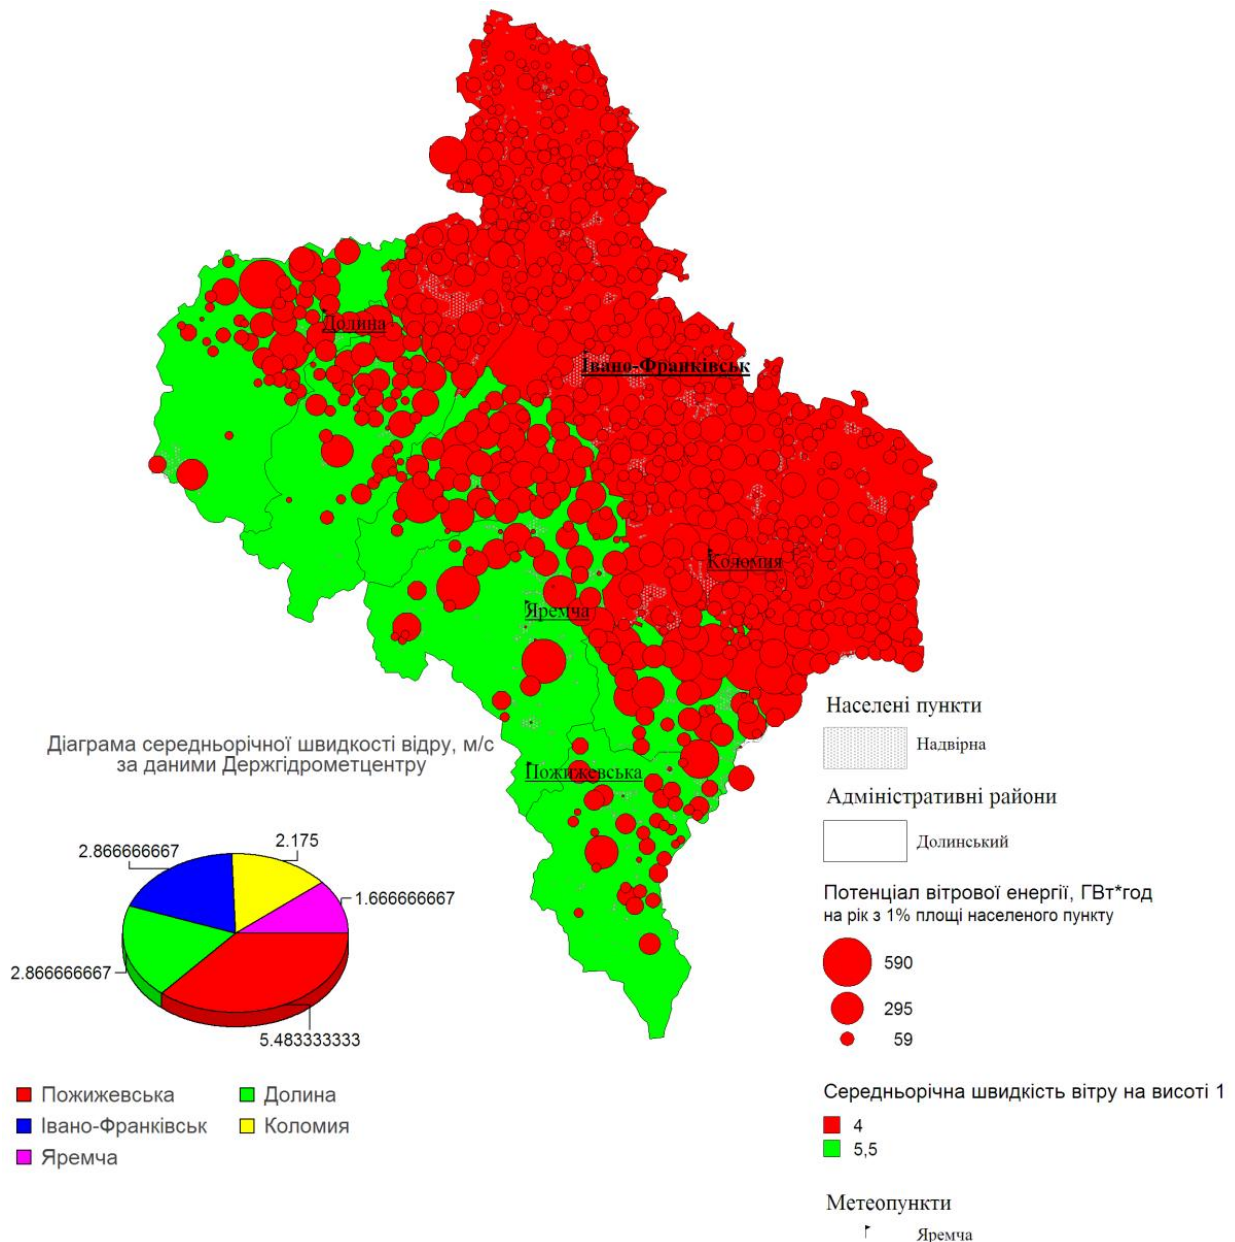 Долина
Івано-Франківськ
Коломия
Яремча
Пожижевська
Діаграма середньорічної швидкості відру, м/с
за даними Держгідрометцентру
2.866666667
2.175
1.666666667
2.866666667
5.483333333
Пожижевська
Долина
Івано-Франківськ
Коломия
Яремча
Населені пункти
Надвірна
Адміністративні райони
Долинський
Потенціал вітрової енергії, ГВт*год
на рік з 1% площі населеного пункту
590
295
59
Середньорічна швидкість вітру на висоті 1
4
5,5
Метеопункти
Яремча